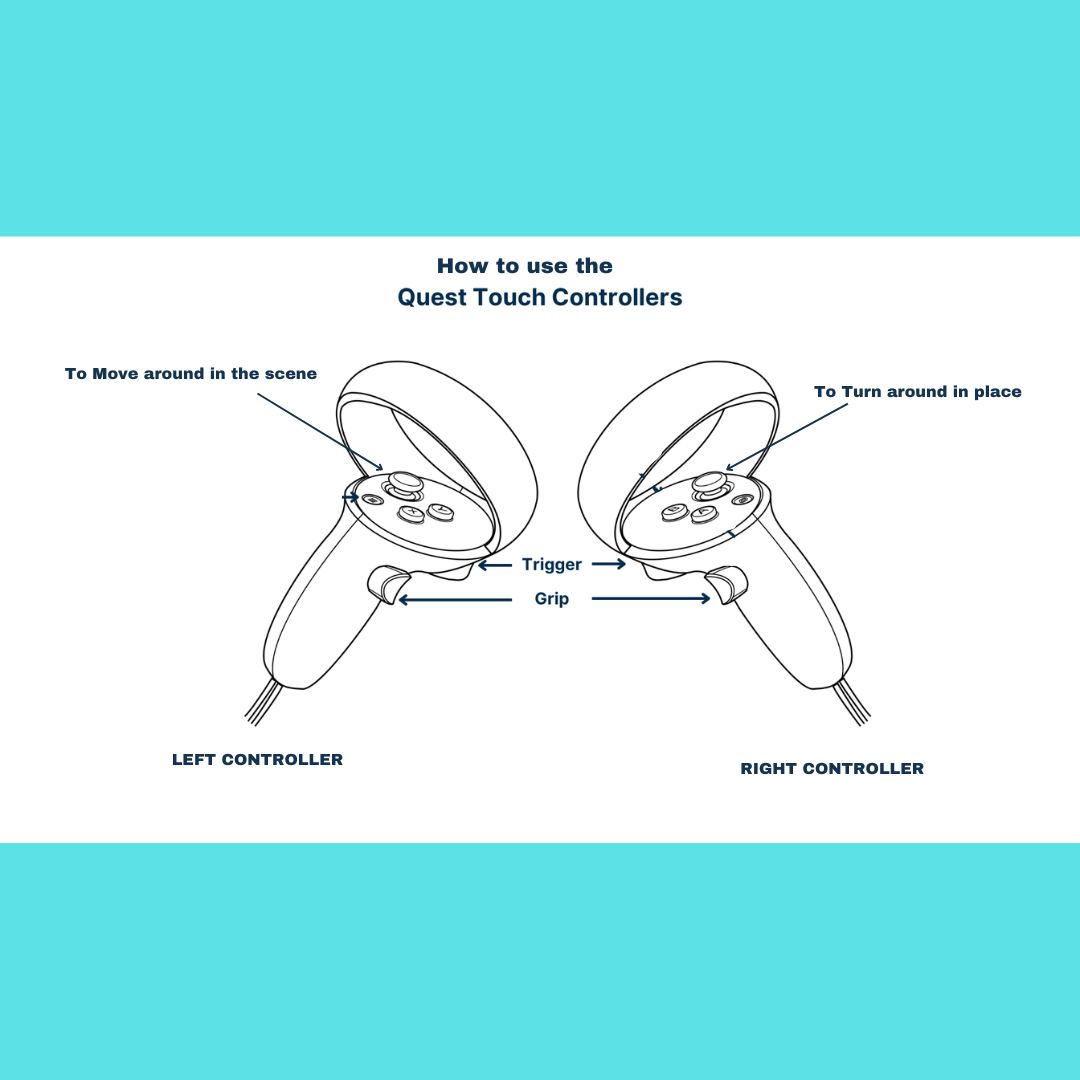 How to use the
Quest Touch Controllers
To Move around in the scene
To Turn around in place
X
Y
B
A
Trigger
Grip
LEFT CONTROLLER
RIGHT CONTROLLER